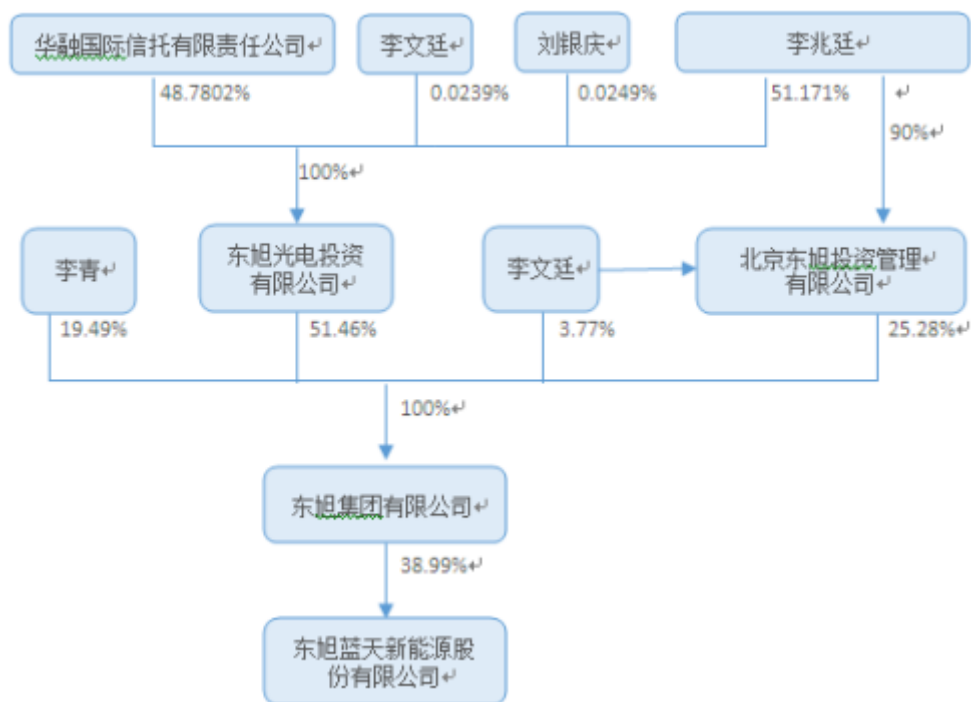 华融国际信托有限责任公司↵
李文廷↵
刘银庆↵
李兆廷↵
48.7802%
0.0239%
0.0249%
51.171%
↵
90%↵
100%↵
李青↵
东旭光电投资
有限公司↵
李文廷↵
北京东旭投资管理↵
有限公司↵
19.49%
51.46%
3.77%
25.28%↵
100%↵
东旭集团有限公司↵
38.99%↵
东旭蓝天新能源股
份有限公司↵